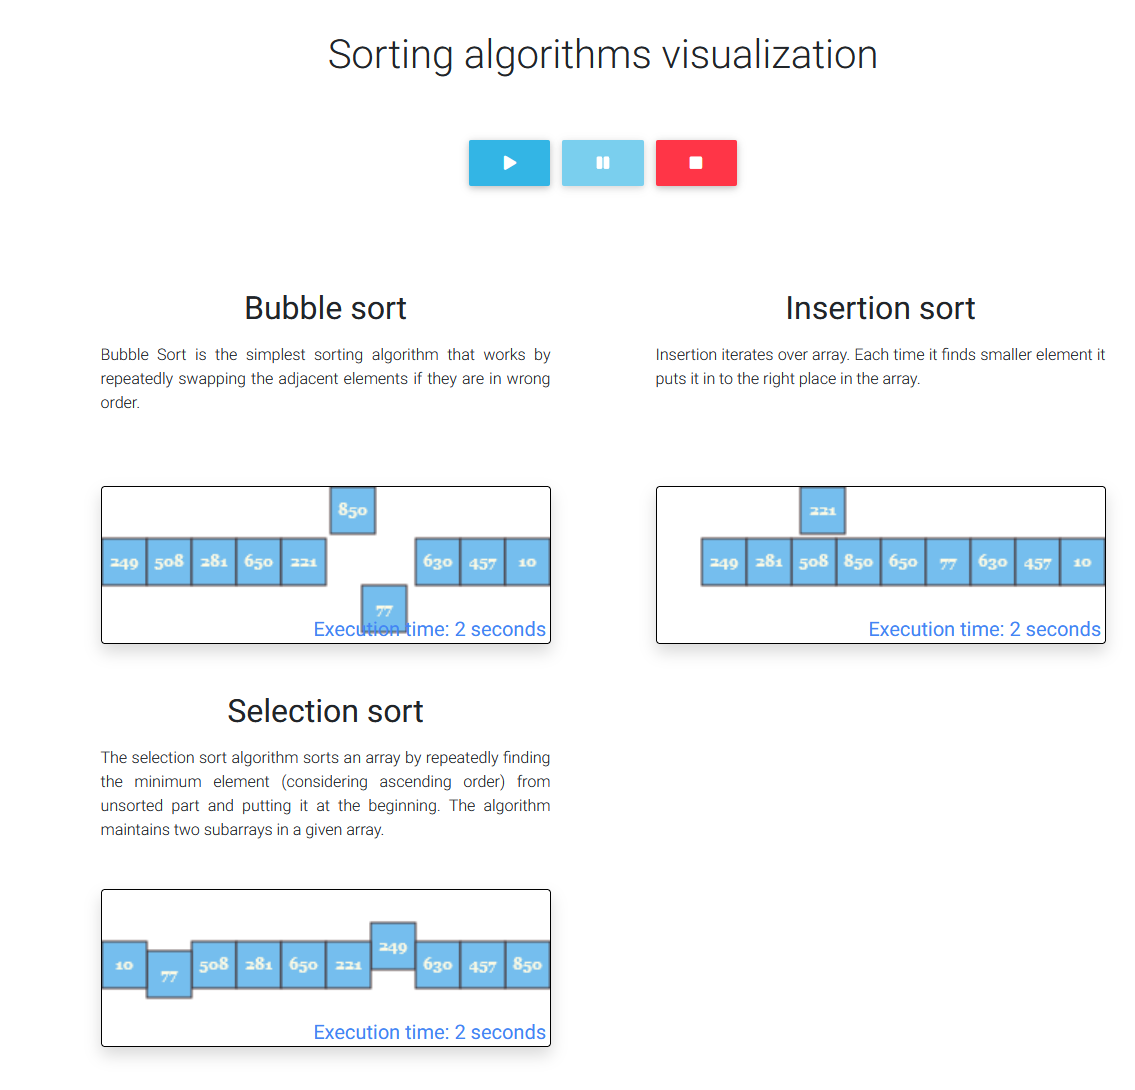 Sorting algorithms visualization
Bubble sort
Bubble Sort is the simplest sorting algorithm that works by
repeatedly swapping the adjacent elements if they are in wrong
order.
850
249 508 281 650 221 630 457 10
77
Execution time: 2 seconds
Insertion sort
Insertion iterates over array. Each time it finds smaller element it
puts it in to the right place in the array.
221
249 281 508 850 650 77 630 457 10
Execution time: 2 seconds
Selection sort
The selection sort algorithm sorts an array by repeatedly finding
the minimum element (considering ascending order) from
unsorted part and putting it at the beginning. The algorithm
maintains two subarrays in a given array.
10 77 508 281 650 221 249 630 457 850
Execution time: 2 seconds